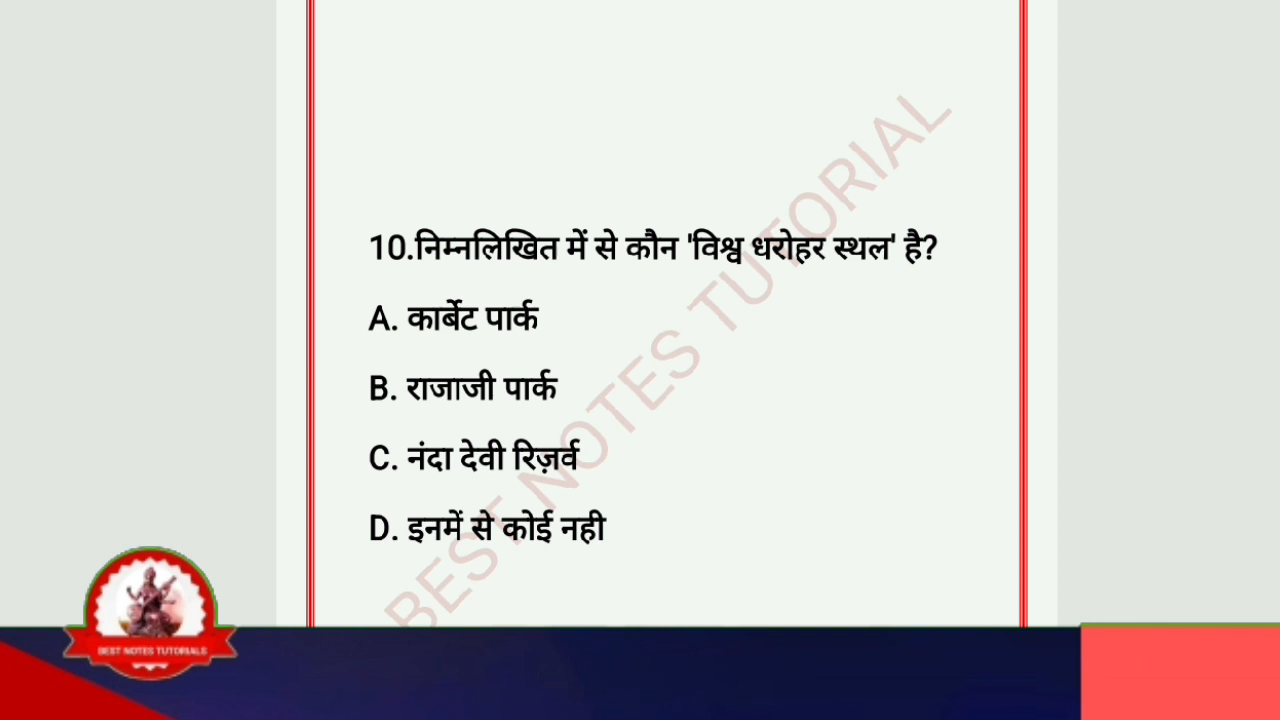 10.निम्नलिखित में से कौन 'विश्व धरोहर स्थल' है?
A. कार्बेट पार्क
B. राजाजी पार्क
C. नंदा देवी रिज़र्व
D. इनमें से कोई नही
BEST NOTES TUTORIAL
BEST NOTES TUTORIALS